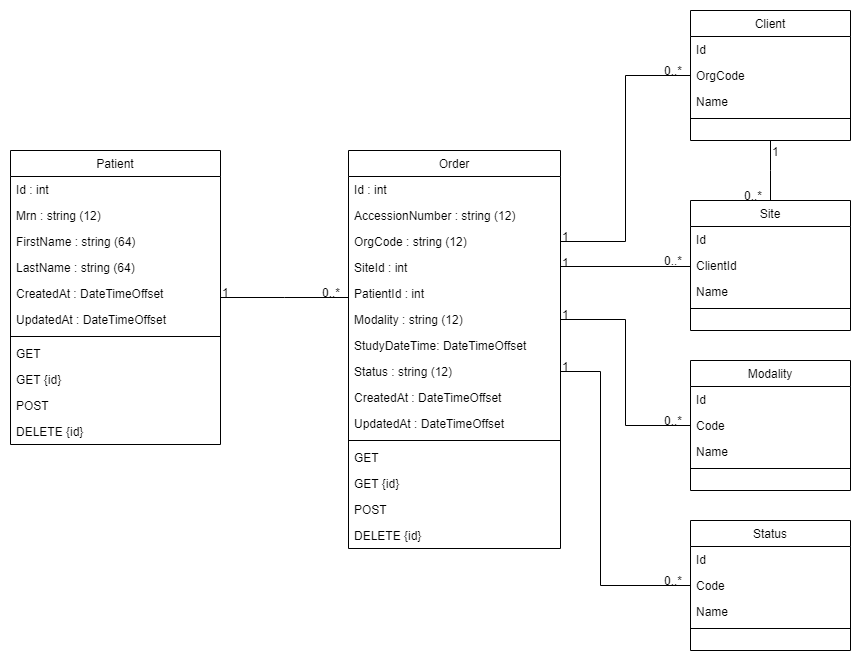 Patient
Id : int
Mrn : string (12)
FirstName : string (64)
LastName : string (64)
CreatedAt : DateTimeOffset
UpdatedAt : DateTimeOffset
GET
GET {id}
POST
DELETE {id}
1
0..*
Order
Id : int
AccessionNumber : string (12)
OrgCode : string (12)
SiteId : int
PatientId : int
Modality : string (12)
StudyDateTime: DateTimeOffset
Status : string (12)
CreatedAt : DateTimeOffset
UpdatedAt : DateTimeOffset
GET
GET {id}
POST
DELETE {id}
1
0..*
1
0..*
1
0..*
1
0..*
Client
Id
OrgCode
Name
1
0..*
Site
Id
ClientId
Name
Modality
Id
Code
Name
Status
Id
Code
Name